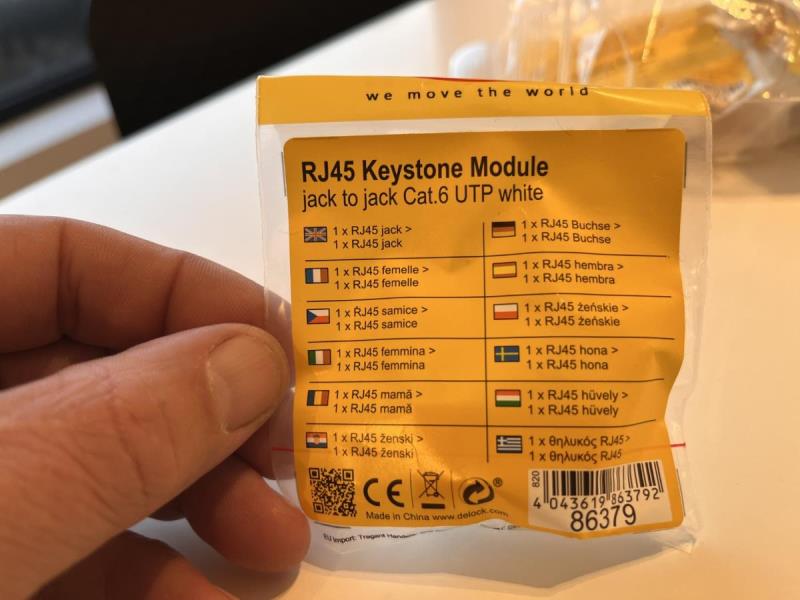 we move the world
RJ45 Keystone Module
jack to jack Cat.6 UTP white
1 x RJ45 jack >
1 x RJ45 jack
1 x RJ45 Buchse >
1 x RJ45 Buchse
1 x RJ45 femelle >
1 x RJ45 femelle
1 x RJ45 hembra >
1 x RJ45 hembra
1 x RJ45 samice >
1 x RJ45 samice
1 x RJ45 żeńskie >
1 x RJ45 żeńskie
1 x RJ45 femmina >
1 x RJ45 femmina
1 x RJ45 hona >
1 x RJ45 hona
1 x RJ45 mamă >
1 x RJ45 mamă
1 x RJ45 hüvely >
1 x RJ45 hüvely
1 x RJ45 ženski >
1 x RJ45 ženski
1 x θηλυκός RJ45>
1 x θηλυκός RJ45
CE
®
820
4 043619 863792
86379
Made in China www.delock.com
EU Import: Tragant